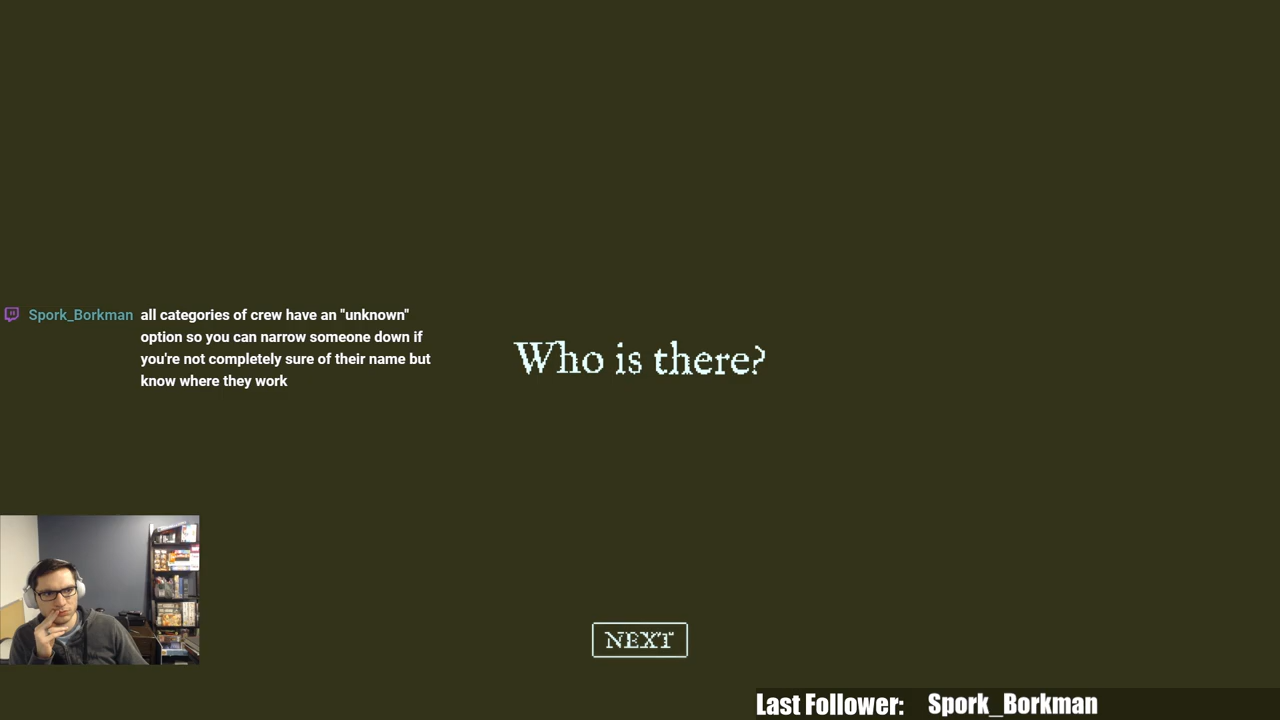 Spork_Borkman all categories of crew have an "unknown"
option so you can narrow someone down if
you're not completely sure of their name but
know where they work
Who is there?
NEXT
Last Follower: Spork_Borkman